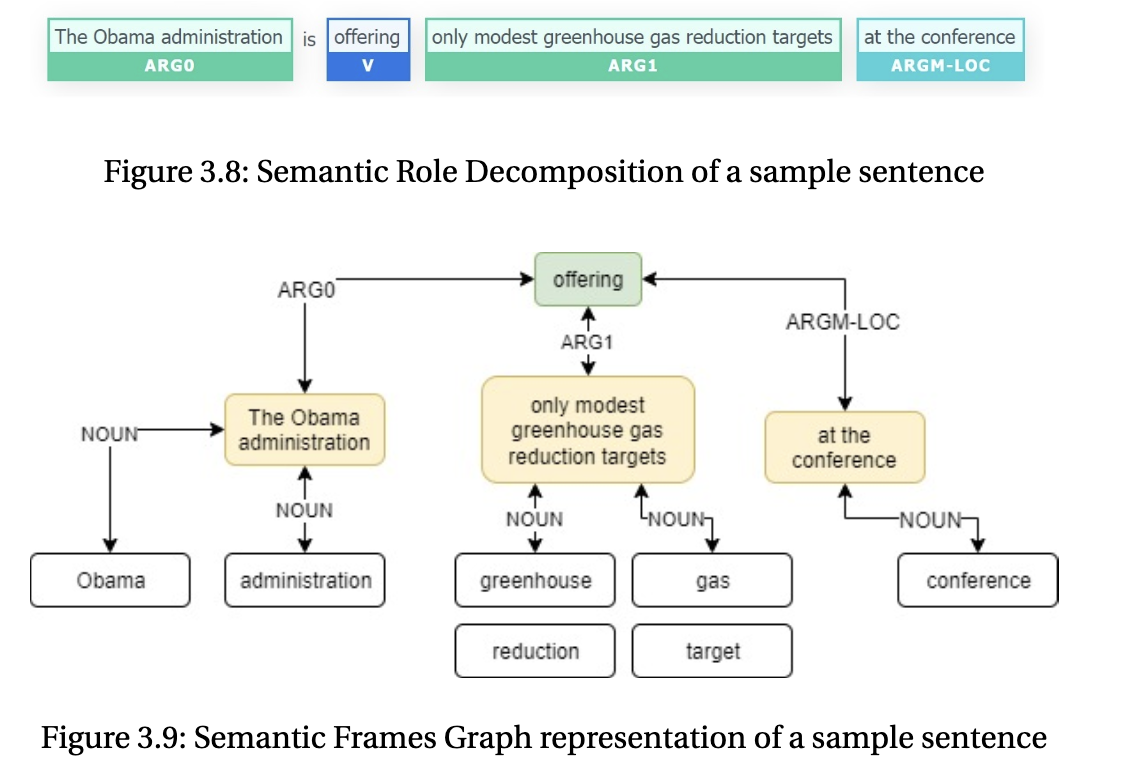 The Obama administration is offering only modest greenhouse gas reduction targets at the conference
ARG0 V ARG1 ARGM-LOC
Figure 3.8: Semantic Role Decomposition of a sample sentence
offering
ARG0
ARGM-LOC
ARG1
The Obama
administration
only modest
greenhouse gas
reduction targets
at the
conference
NOUN
NOUN
NOUN
NOUN
NOUN
Obama
administration
greenhouse
gas
conference
reduction
target
Figure 3.9: Semantic Frames Graph representation of a sample sentence